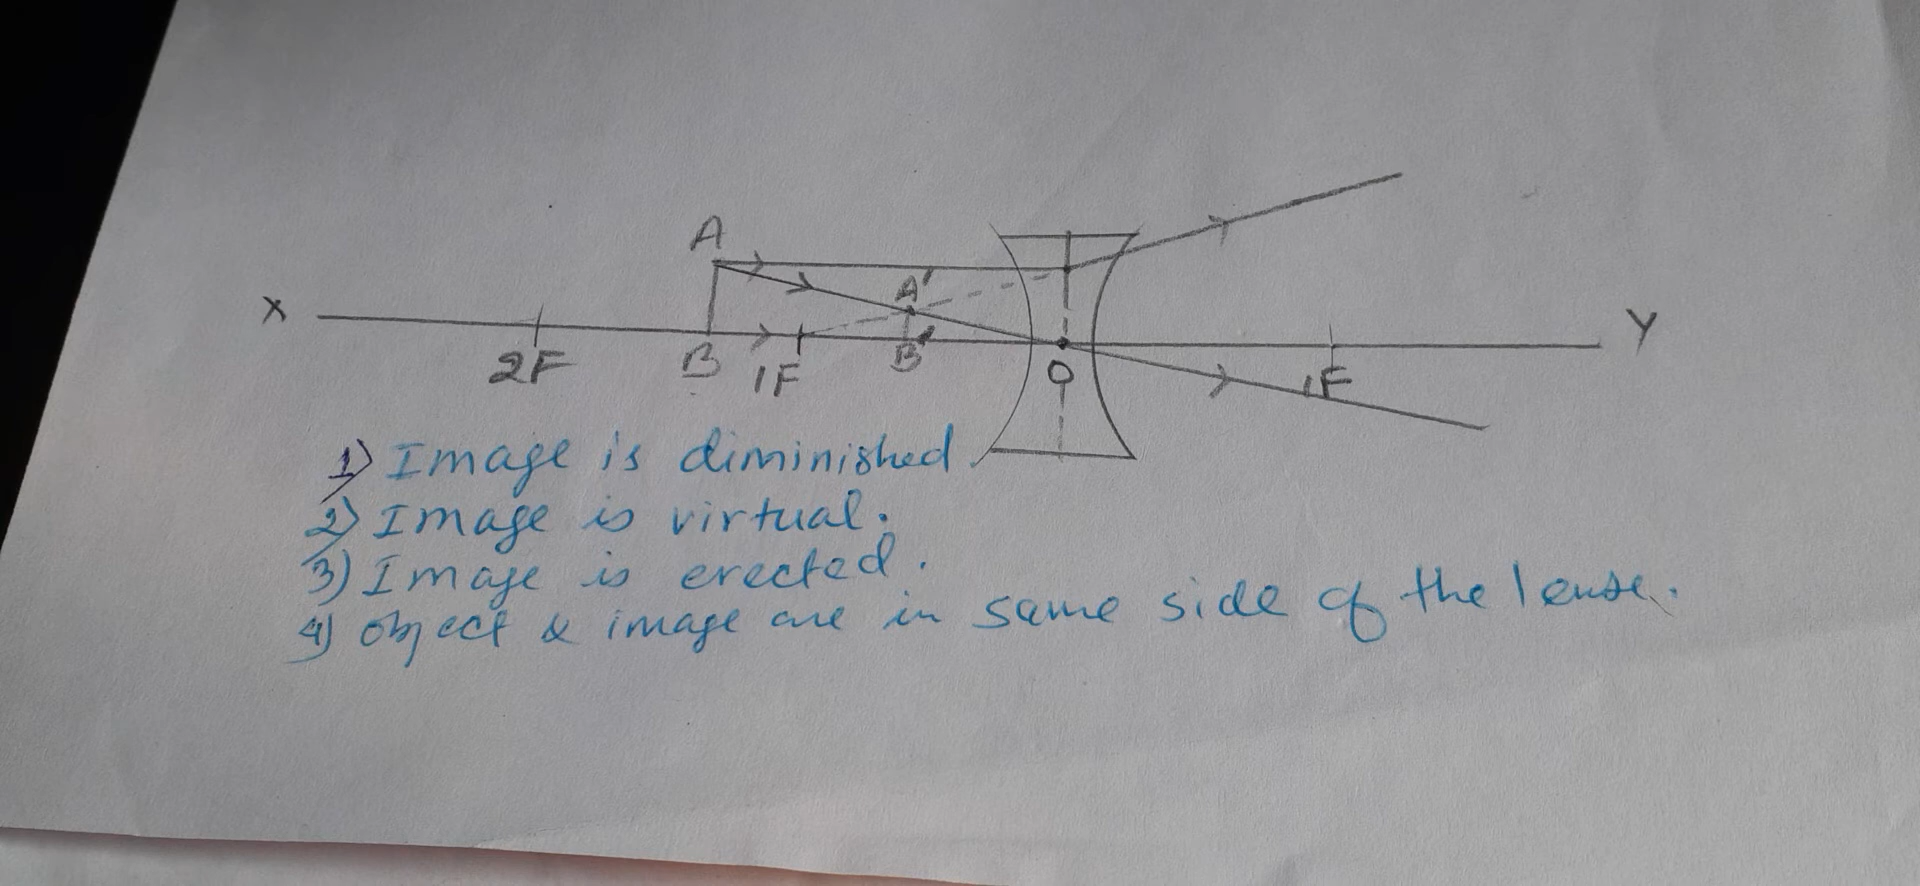 A
X
A'
Y
2F
B
1F
B'
O
1F
1) Image is diminished.
2) Image is virtual.
3) Image is erected.
4) object & image are in same side of the lense.